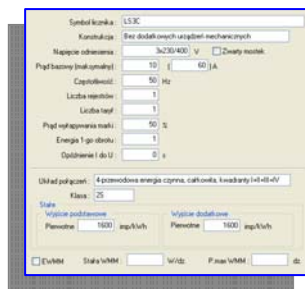 Symbol licznika : LS3C
Konstrukcja : Bez dodatkowych urządzeń mechanicznych
Napięcie odniesienia : 3x230/400 V Zwarty mostek
Prąd bazowy (maksymalny) : 10 ( 60 ) A
Częstotliwość : 50 Hz
Liczba rejestrów : 1
Liczba taryf : 1
Prąd wyłapywania marki : 50 %
Energia 1-go obrotu : 1
Opóźnienie I do U : 0 s
Układ połączeń : 4-przewodowa energia czynna, całkowita, kwadranty I+II+III+IV
Klasa : 2S
Stałe
Wyjście podstawowe Wyjście dodatkowe
Pierwotne 1600 imp/kWh Pierwotne 1600 imp/kWh
EWMM Stała WMM : W/dz. P.max WMM : dz